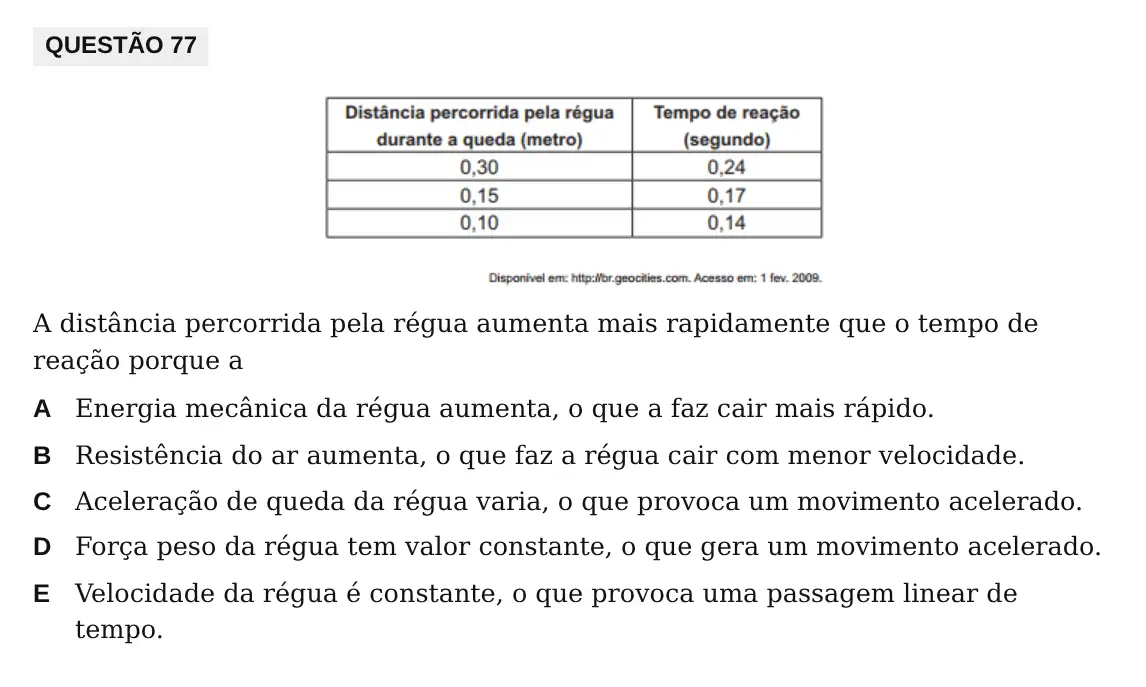 QUESTÃO 77
Distância percorrida pela régua Tempo de reação
durante a queda (metro) (segundo)
0,30 0,24
0,15 0,17
0,10 0,14
Disponível em: http://br.geocities.com. Acesso em: 1 fev. 2009.
A distância percorrida pela régua aumenta mais rapidamente que o tempo de
reação porque a
A Energia mecânica da régua aumenta, o que a faz cair mais rápido.
B Resistência do ar aumenta, o que faz a régua cair com menor velocidade.
C Aceleração de queda da régua varia, o que provoca um movimento acelerado.
D Força peso da régua tem valor constante, o que gera um movimento acelerado.
E Velocidade da régua é constante, o que provoca uma passagem linear de
tempo.